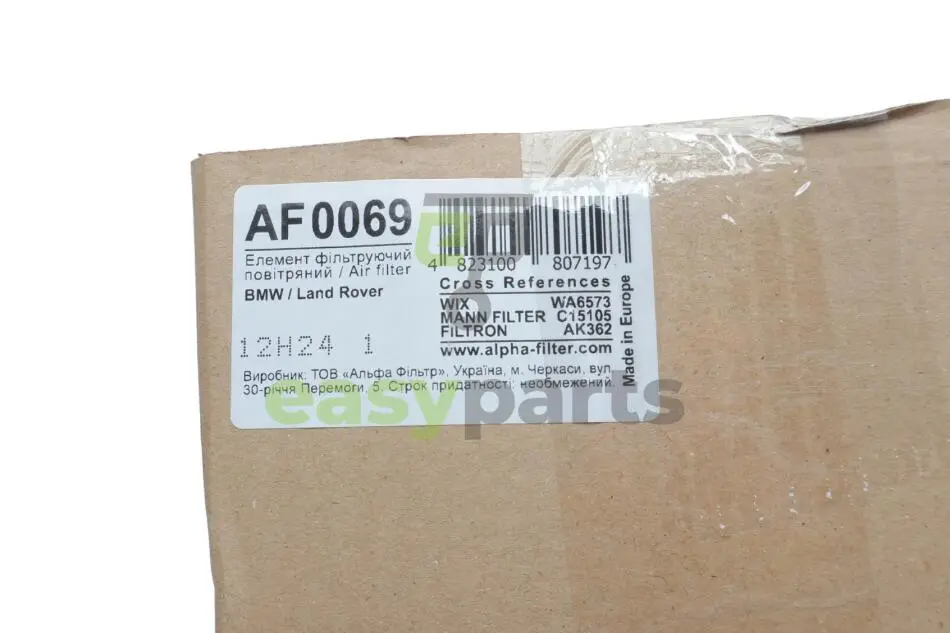 AF0069
Елемент фільтруючий
повітряний / Air filter
BMW / Land Rover
12H24 1
4 823100 807197
Cross References
WIX WA6573
MANN FILTER C15105
FILTRON AK362
www.alpha-filter.com
Made in Europe
Виробник: ТОВ «Альфа Фільтр», Україна, м. Черкаси, вул.
30-річчя Перемоги, 5. Строк придатності: необмежений.
easyparts